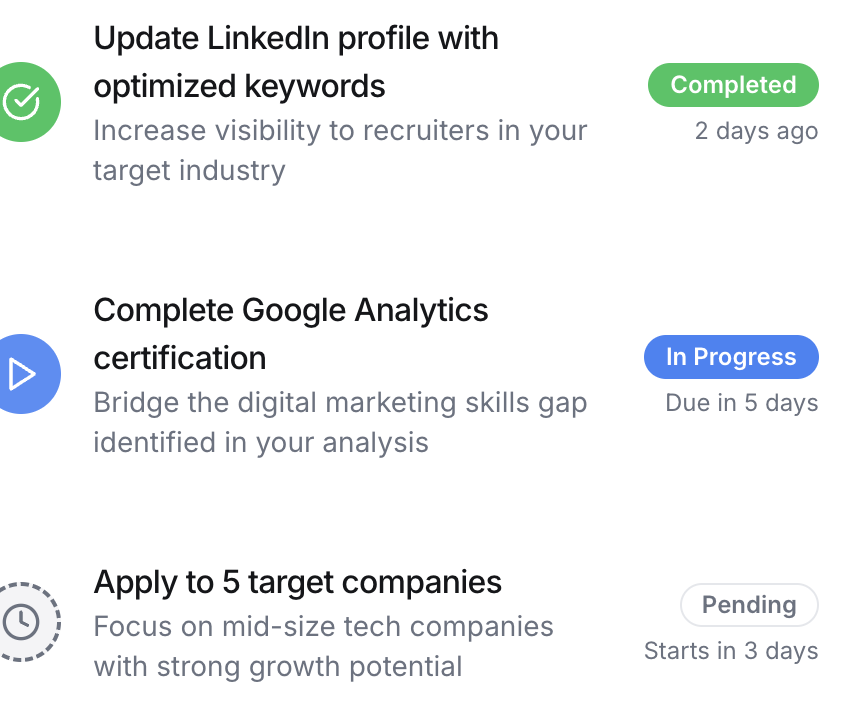 Update LinkedIn profile with
optimized keywords
Completed
Increase visibility to recruiters in your
target industry
2 days ago
Complete Google Analytics
certification
In Progress
Bridge the digital marketing skills gap
identified in your analysis
Due in 5 days
Apply to 5 target companies
Pending
Focus on mid-size tech companies
with strong growth potential
Starts in 3 days